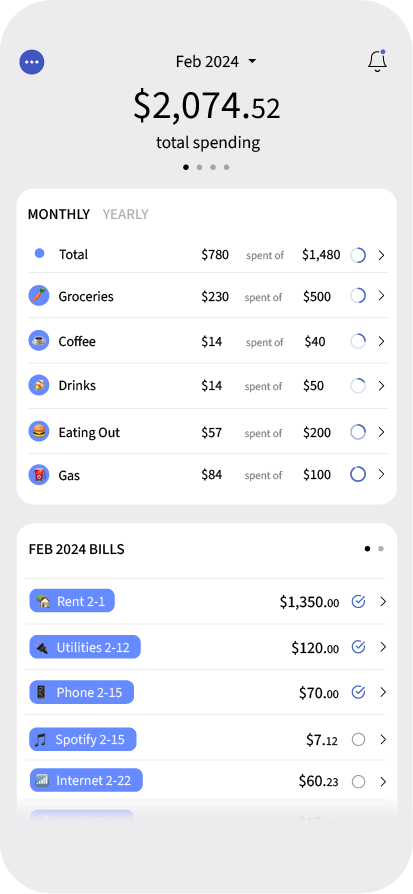 Feb 2024
$2,074.52
total spending
MONTHLY YEARLY
Total $780 spent of $1,480
Groceries $230 spent of $500
Coffee $14 spent of $40
Drinks $14 spent of $50
Eating Out $57 spent of $200
Gas $84 spent of $100
FEB 2024 BILLS
Rent 2-1 $1,350.00
Utilities 2-12 $120.00
Phone 2-15 $70.00
Spotify 2-15 $7.12
Internet 2-22 $60.23